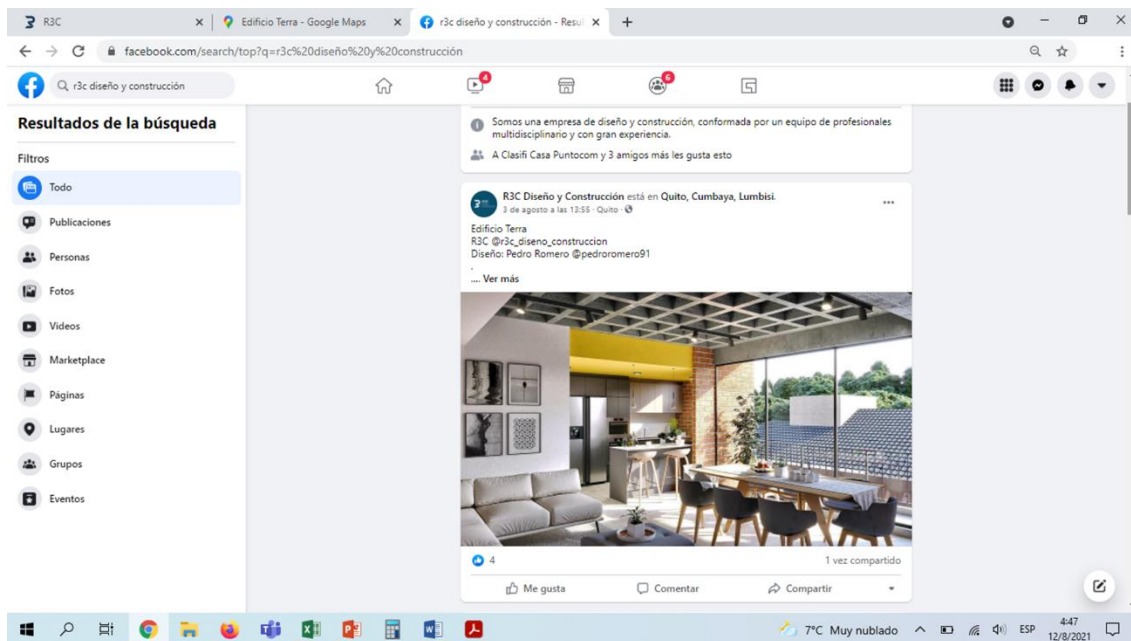 R3C
Edificio Terra - Google Maps
r3c diseño y construcción - Resul
facebook.com/search/top?q=r3c%20diseño%20y%20construcción
r3c diseño y construcción
4
6
Resultados de la búsqueda
Filtros
Todo
Publicaciones
Personas
Fotos
Videos
Marketplace
Páginas
Lugares
Grupos
Eventos
Somos una empresa de diseño y construcción, conformada por un equipo de profesionales
multidisciplinario y con gran experiencia.
A Clasifi Casa Puntocom y 3 amigos más les gusta esto
R3C Diseño y Construcción está en Quito, Cumbaya, Lumbisi.
3 de agosto a las 13:55 · Quito ·
Edificio Terra
R3C @r3c_diseno_construccion
Diseño: Pedro Romero @pedroromero91
.
.... Ver más
4
1 vez compartido
Me gusta
Comentar
Compartir
7°C Muy nublado
ESP
4:47
12/8/2021